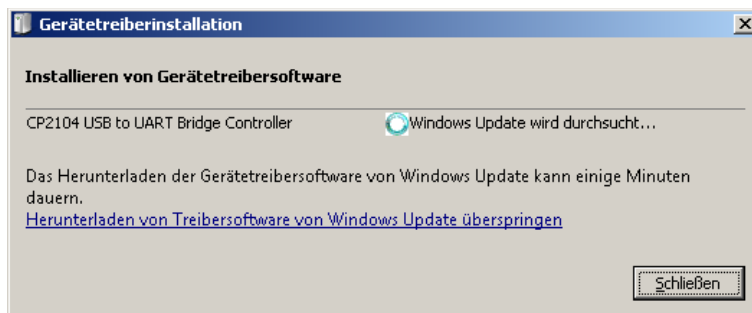 Gerätetreiberinstallation
Installieren von Gerätetreibersoftware
CP2104 USB to UART Bridge Controller Windows Update wird durchsucht...
Das Herunterladen der Gerätetreibersoftware von Windows Update kann einige Minuten
dauern.
Herunterladen von Treibersoftware von Windows Update überspringen
Schließen